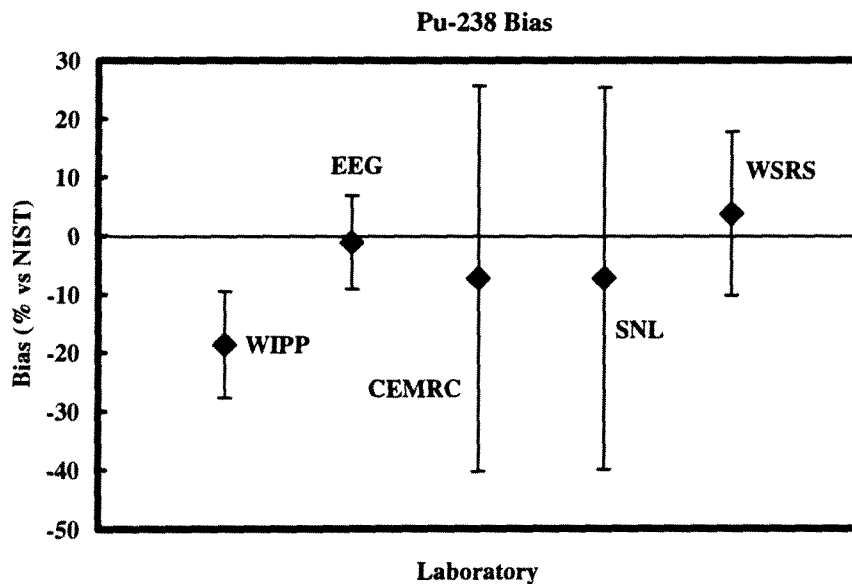 Pu-238 Bias
30
20
10
0
-10
-20
-30
-40
-50
Bias (% vs NIST)
WIPP
EEG
CEMRC
SNL
WSRS
Laboratory